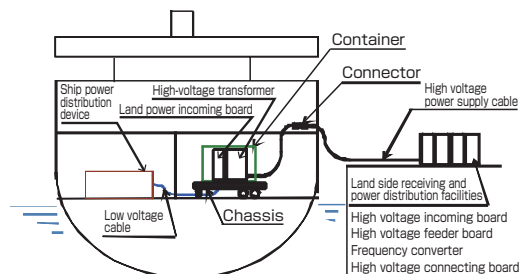 Container
Connector
Ship power
distribution
device
High-voltage transformer
Land power incoming board
High voltage
power supply cable
Low voltage
cable
Chassis
Land side receiving and
power distribution facilities
High voltage incoming board
High voltage feeder board
Frequency converter
High voltage connecting board